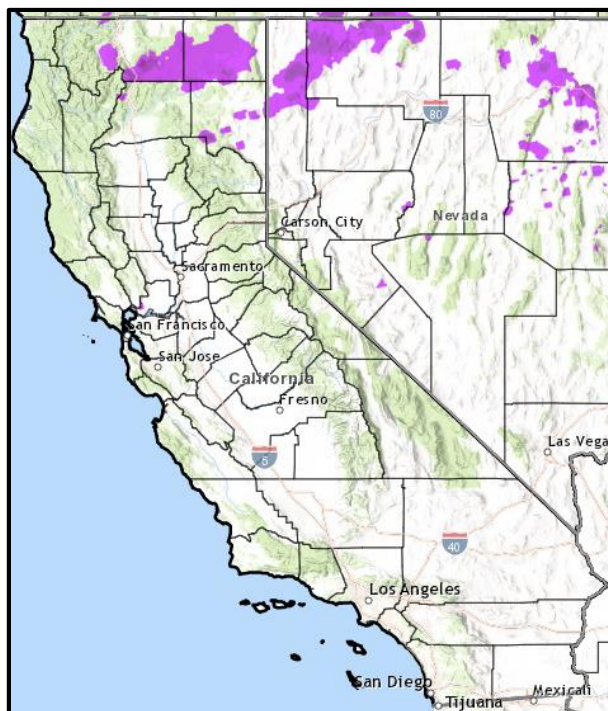 80
Carson City
Nevada
Sacramento
San Francisco
San Jose
California
Fresno
Las Vega
5
40
Los Angeles
San Diego
Tijuana
Mexicali